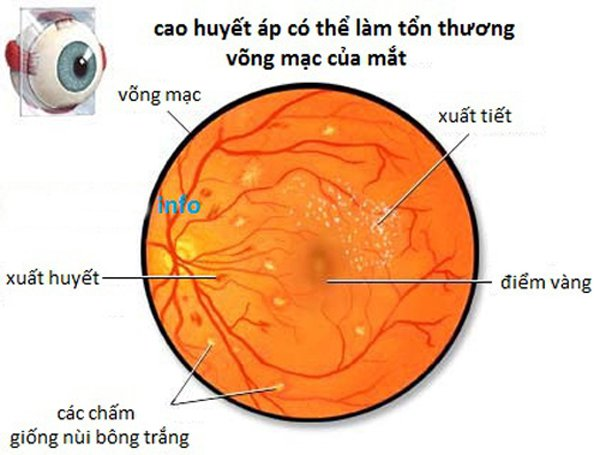 cao huyết áp có thể làm tổn thương
võng mạc của mắt
võng mạc
xuất tiết
Info
xuất huyết
điểm vàng
các chấm
giống nùi bông trắng